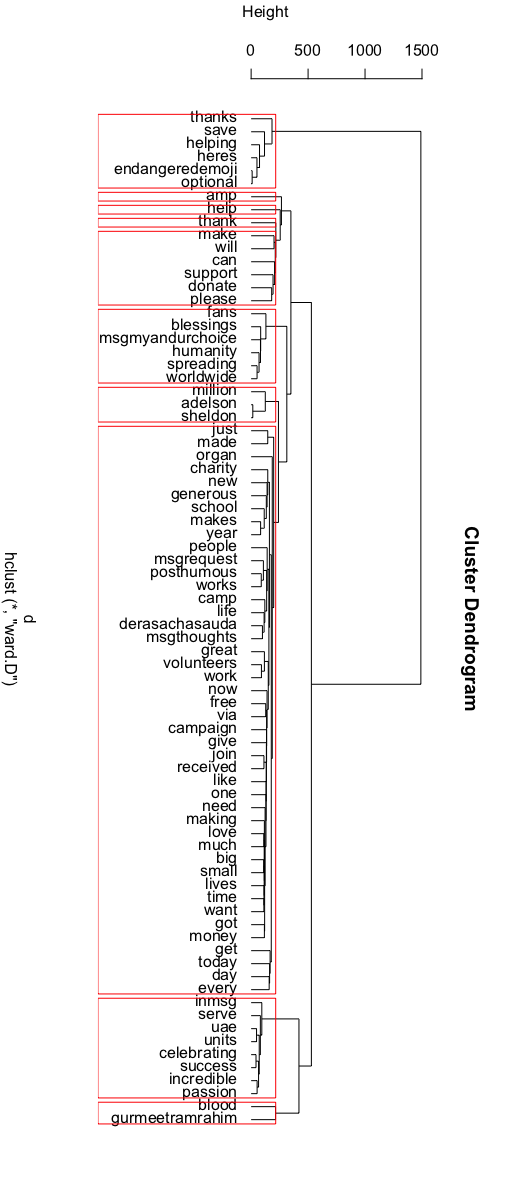 Height
0 500 1000 1500
thanks
save
helping
heres
endangeredemoji
optional
amp
help
thank
make
will
can
support
donate
please
fans
blessings
msgmyandurchoice
humanity
spreading
worldwide
million
adelson
sheldon
just
made
organ
charity
new
generous
school
makes
year
people
msgrequest
posthumous
works
camp
life
derasachasauda
msgthoughts
great
volunteers
work
now
free
via
campaign
give
join
received
like
one
need
making
love
much
big
small
lives
time
want
got
money
get
today
day
every
inmsg
serve
uae
units
celebrating
success
incredible
passion
blood
gurmeetramrahim
Cluster Dendrogram
d
hclust (*, "ward.D")